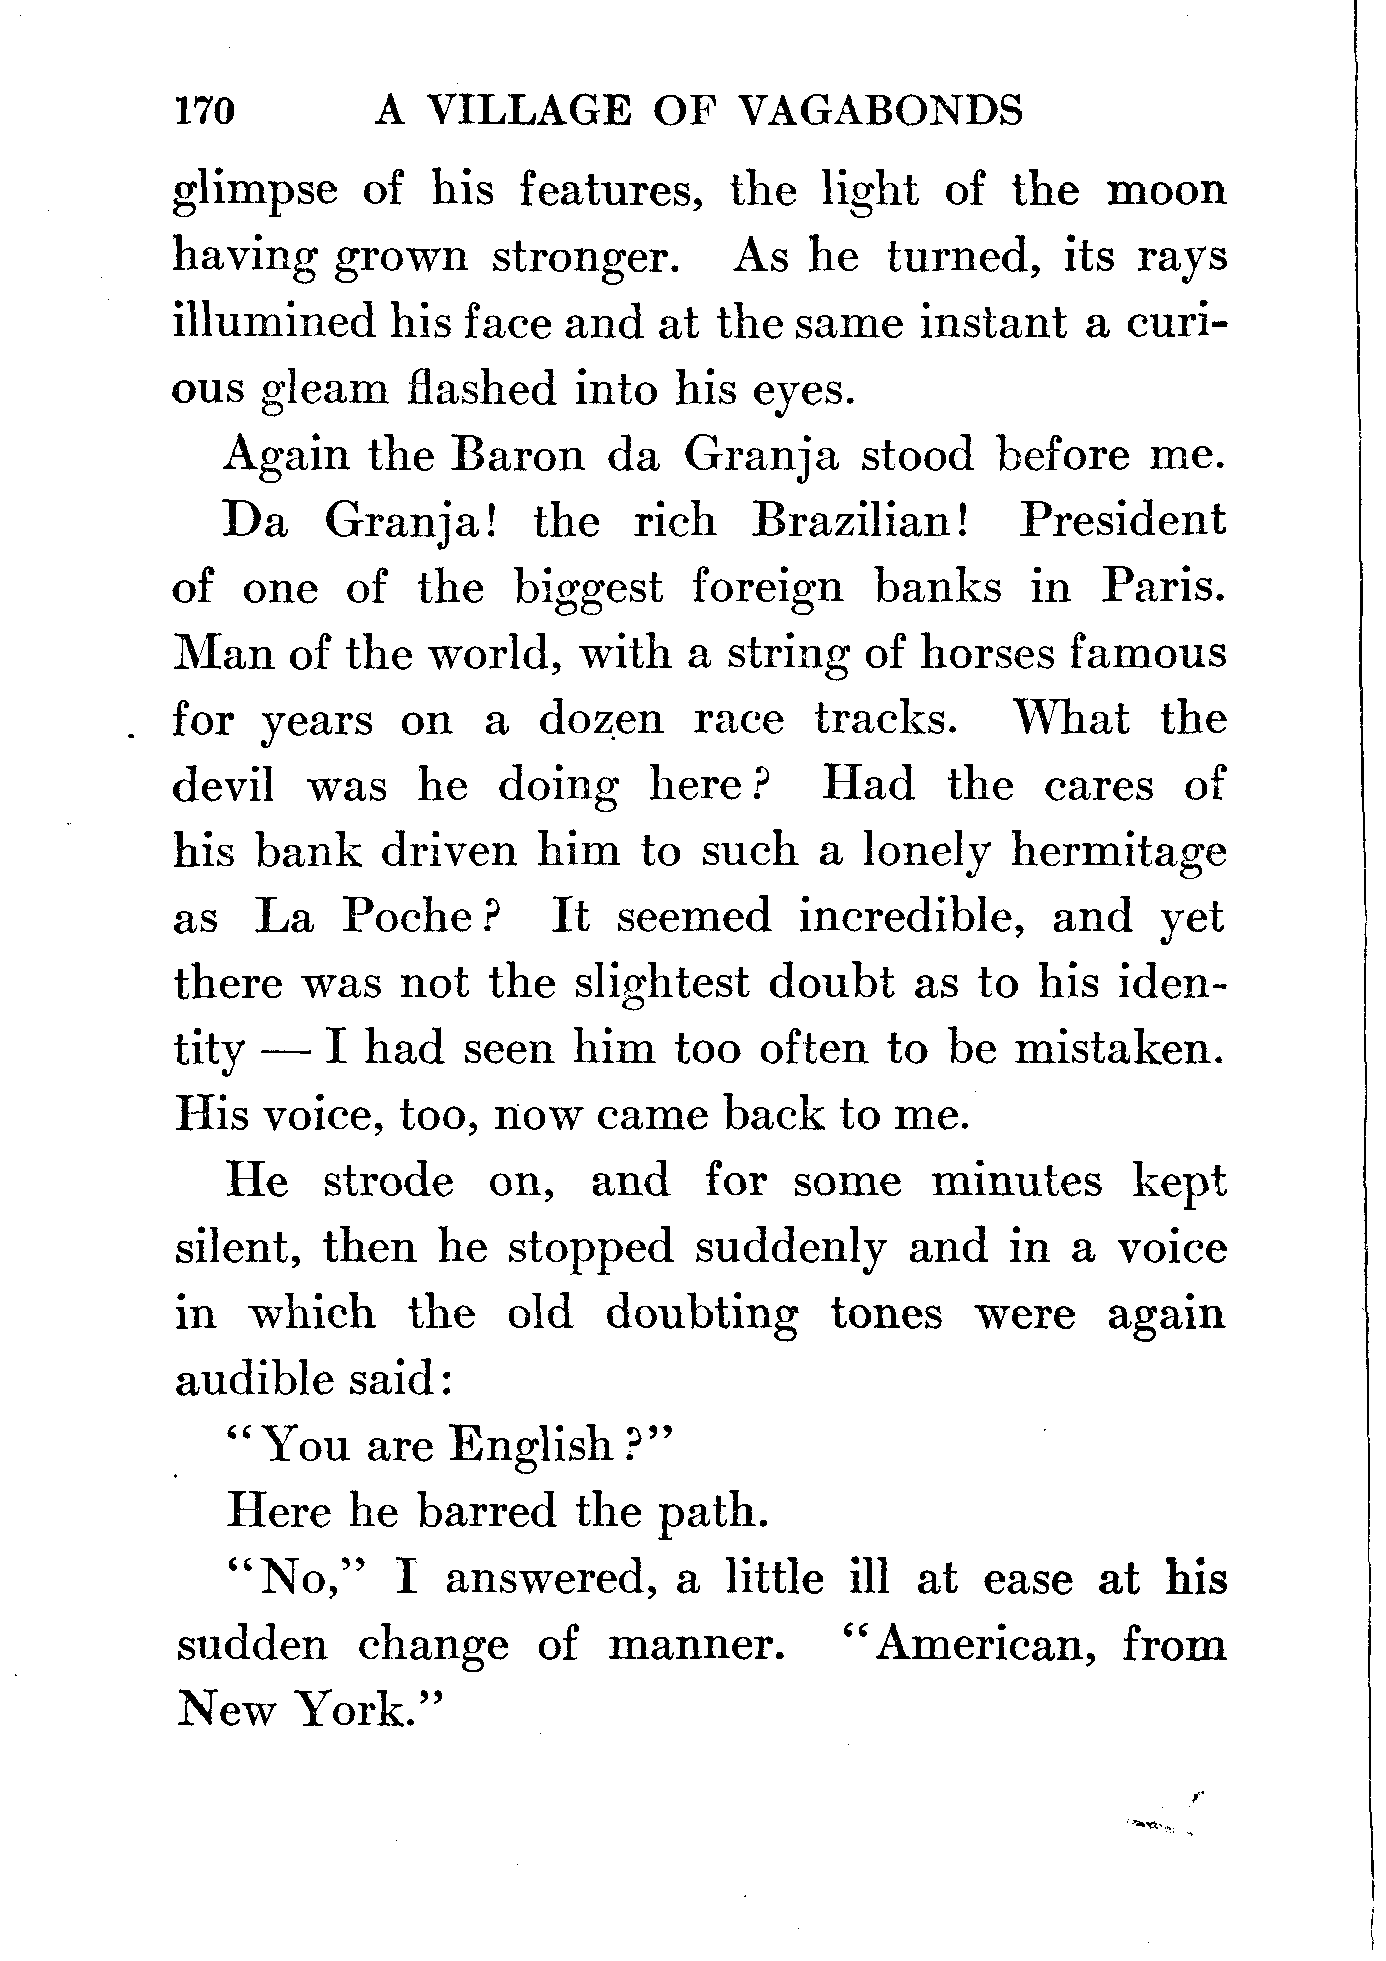 170 A VILLAGE OF VAGABONDS
glimpse of his features, the light of the moon
having grown stronger. As he turned, its rays
illumined his face and at the same instant a curi-
ous gleam flashed into his eyes.
Again the Baron da Granja stood before me.
Da Granja! the rich Brazilian! President
of one of the biggest foreign banks in Paris.
Man of the world, with a string of horses famous
for years on a dozen race tracks. What the
devil was he doing here? Had the cares of
his bank driven him to such a lonely hermitage
as La Poche? It seemed incredible, and yet
there was not the slightest doubt as to his iden-
tity — I had seen him too often to be mistaken.
His voice, too, now came back to me.
He strode on, and for some minutes kept
silent, then he stopped suddenly and in a voice
in which the old doubting tones were again
audible said:
“You are English?”
Here he barred the path.
“No,” I answered, a little ill at ease at his
sudden change of manner. “American, from
New York.”